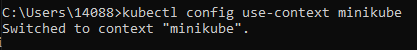 C:\Users\14088>kubectl config use-context minikube
Switched to context "minikube".